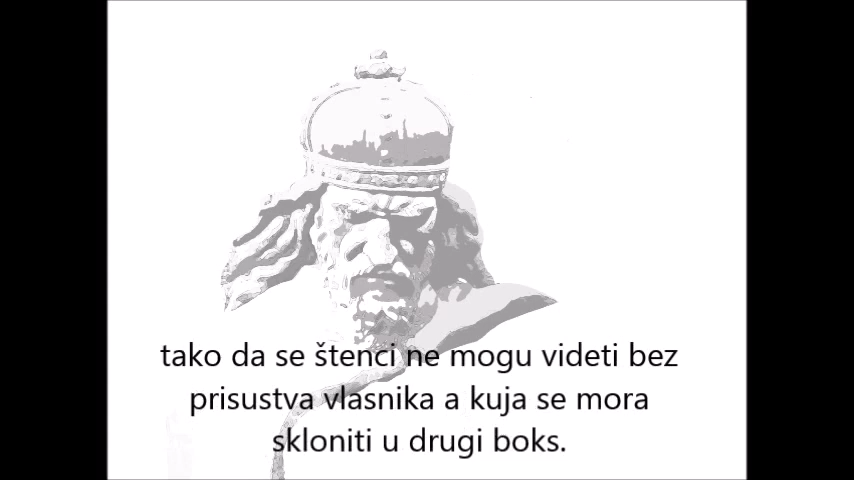 tako da se štenci ne mogu videti bez
prisustva vlasnika a kuja se mora
skloniti u drugi boks.